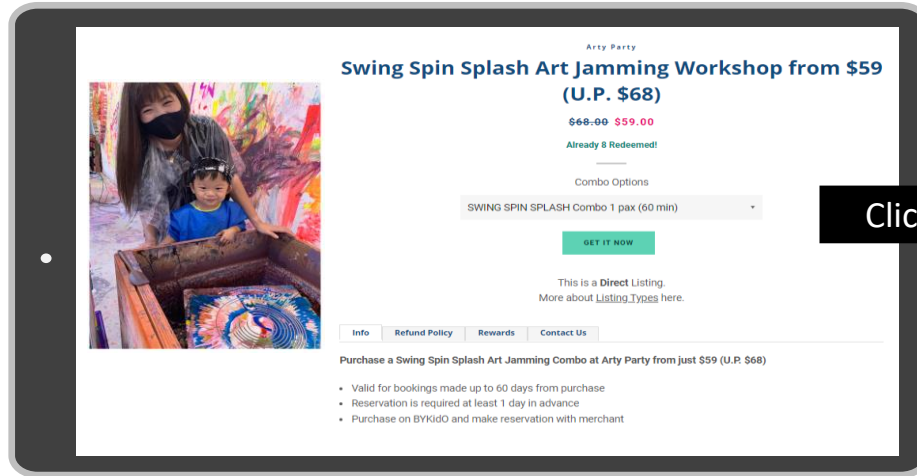 Arty Party
Swing Spin Splash Art Jamming Workshop from $59
(U.P. $68)
$68.00 $59.00
Already 8 Redeemed!
Combo Options
SWING SPIN SPLASH Combo 1 pax (60 min)
Clic
GET IT NOW
This is a Direct Listing.
More about Listing Types here.
Info Refund Policy Rewards Contact Us
Purchase a Swing Spin Splash Art Jamming Combo at Arty Party from just $59 (U.P. $68)
• Valid for bookings made up to 60 days from purchase
• Reservation is required at least 1 day in advance
• Purchase on BYKidO and make reservation with merchant